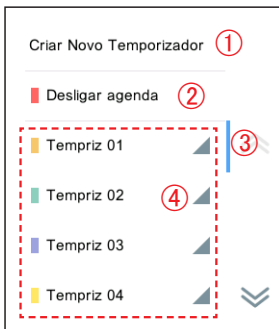 Criar Novo Temporizador ①
Desligar agenda ②
Tempriz 01 ③
Tempriz 02 ④
Tempriz 03
Tempriz 04